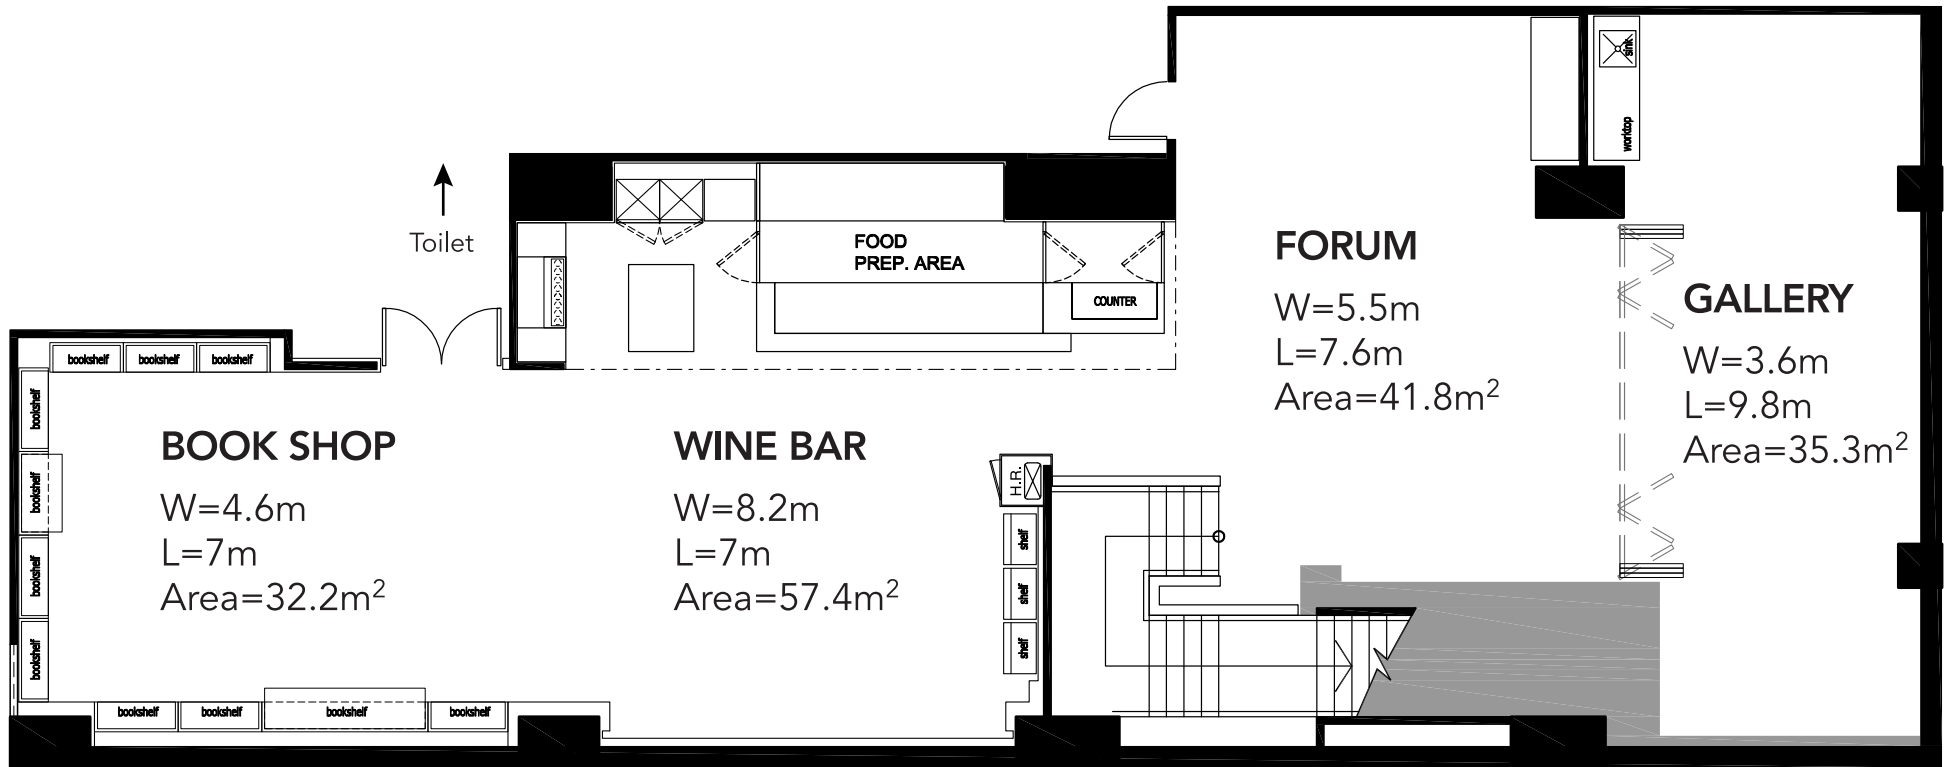 Toilet
FOOD
PREP. AREA
COUNTER
sink
worktop
FORUM
W=5.5m
L=7.6m
Area=41.8m²
GALLERY
W=3.6m
L=9.8m
Area=35.3m²
bookshelf
bookshelf
bookshelf
bookshelf
bookshelf
bookshelf
bookshelf
BOOK SHOP
W=4.6m
L=7m
Area=32.2m²
WINE BAR
W=8.2m
L=7m
Area=57.4m²
H.R.
shelf
shelf
shelf
bookshelf
bookshelf
bookshelf
bookshelf